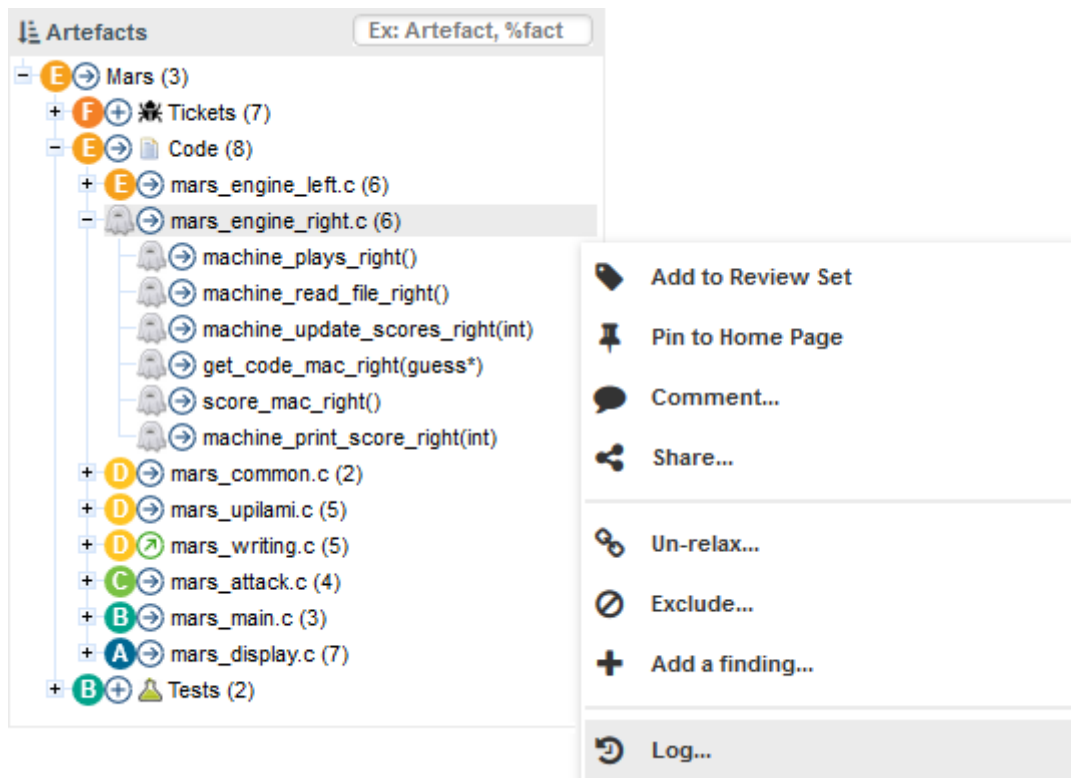 Artefacts
Ex: Artefact, %fact
E Mars (3)
F Tickets (7)
E Code (8)
E mars_engine_left.c (6)
mars_engine_right.c (6)
machine_plays_right()
machine_read_file_right()
machine_update_scores_right(int)
get_code_mac_right(guess*)
score_mac_right()
machine_print_score_right(int)
D mars_common.c (2)
D mars_upilami.c (5)
D mars_writing.c (5)
C mars_attack.c (4)
B mars_main.c (3)
A mars_display.c (7)
B Tests (2)
Add to Review Set
Pin to Home Page
Comment...
Share...
Un-relax...
Exclude...
Add a finding...
Log...